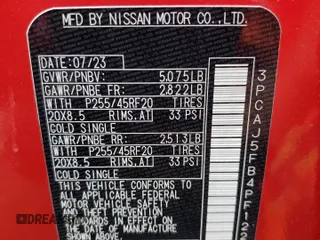 MFD BY NISSAN MOTOR CO.,LTD.
DATE: 07/23
GVWR/PNBV: 5,075LB
GAWR/PNBE FR: 2,822LB
WITH P255/45RF20 TIRES
20X8.5 RIMS,AT 33 PSI
COLD SINGLE
GAWR/PNBE RR: 2,513LB
WITH P255/45RF20 TIRES
20X8.5 RIMS,AT 33 PSI
COLD SINGLE
THIS VEHICLE CONFORMS TO
ALL APPLICABLE FEDERAL
MOTOR VEHICLE SAFETY
AND THEFT PREVENTION
STANDARDS IN EFFECT ON
THE DATE OF MANUFACTURE
SHOWN ABOVE.
3PCAJ5FB4PF122